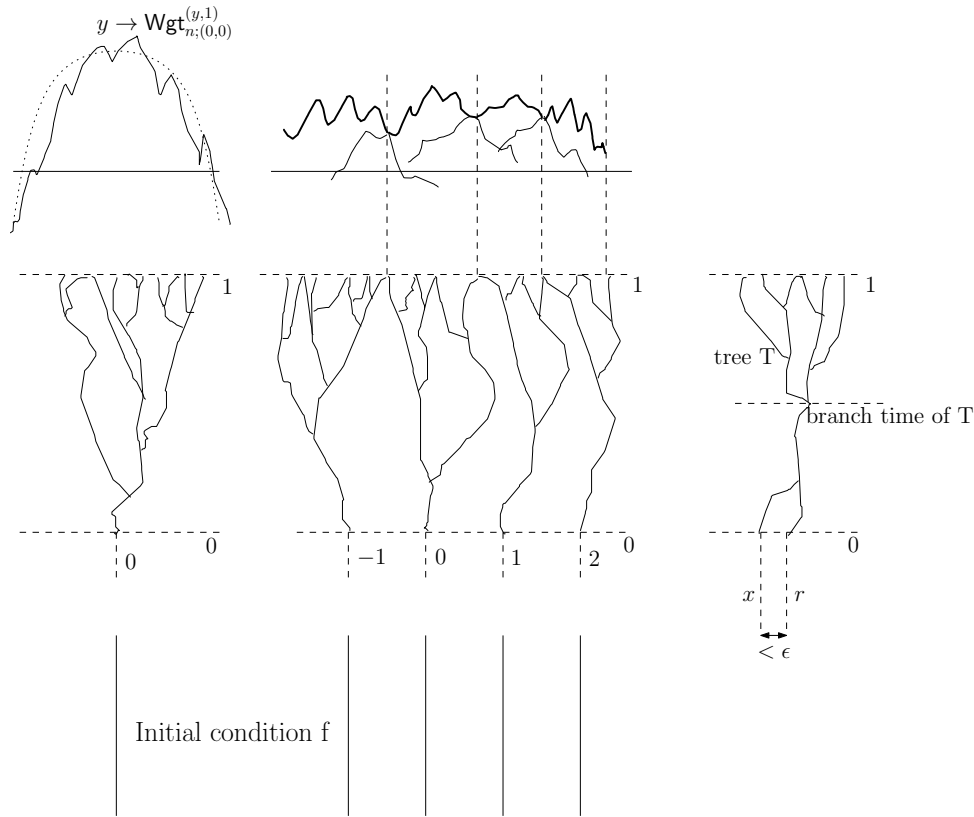 y → Wgt_{n;(0,0)}^{(y,1)}
1
1
1
tree T
branch time of T
0
0
0
0
−1
0
1
2
x
r
< ϵ
Initial condition f